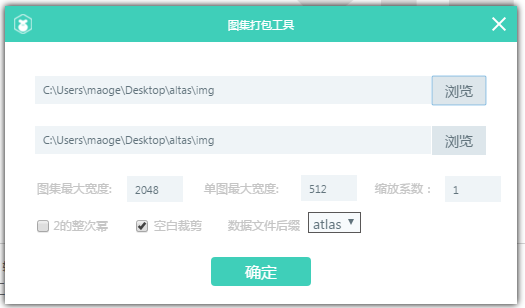 图集打包工具
C:\Users\maoge\Desktop\altas\img 浏览
C:\Users\maoge\Desktop\altas\img 浏览
图集最大宽度: 2048 单图最大宽度: 512 缩放系数： 1
2的整次幂 空白裁剪 数据文件后缀 atlas
确定